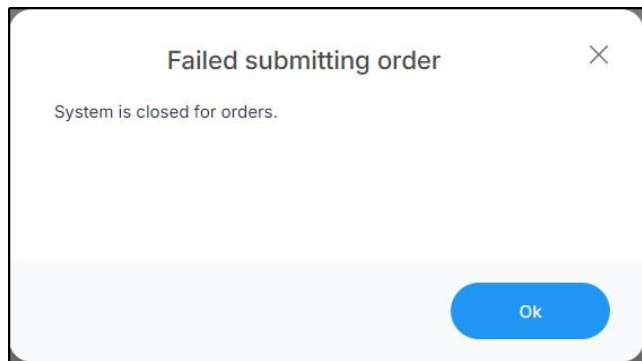 Failed submitting order
System is closed for orders.
Ok